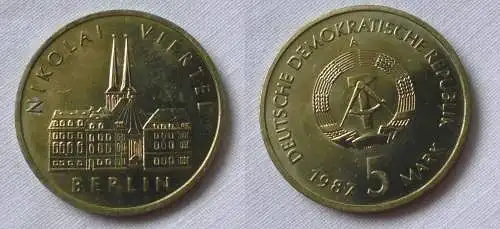 NIKOLAI VIERTEL
BERLIN
DEUTSCHE DEMOKRATISCHE REPUBLIK
A
1987 5 MARK